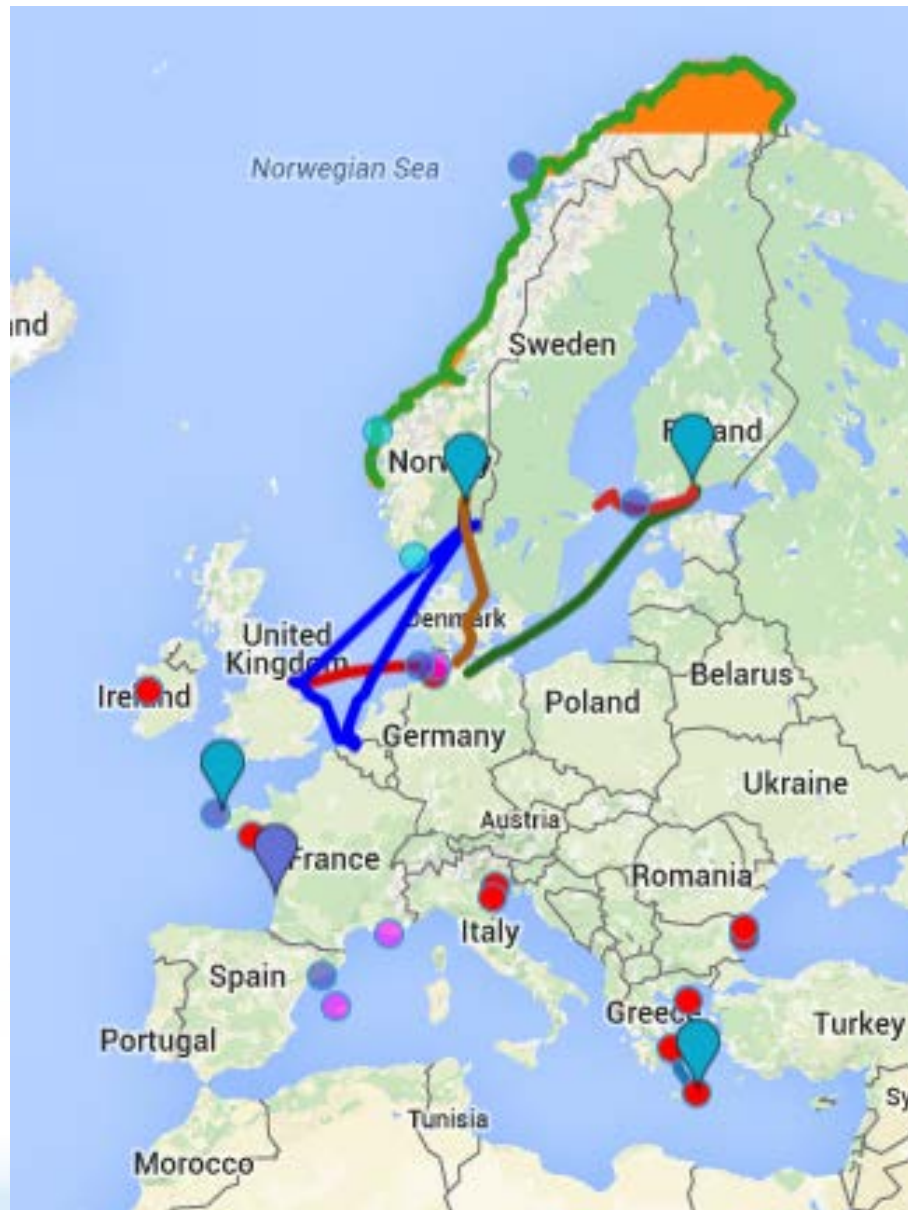 Norwegian Sea
Sweden
Norway
United
Kingdom
Denmark
Ireland
Belarus
Poland
Germany
Ukraine
Austria
France
Romania
Italy
Spain
Greece
Turkey
Portugal
Tunisia
Morocco